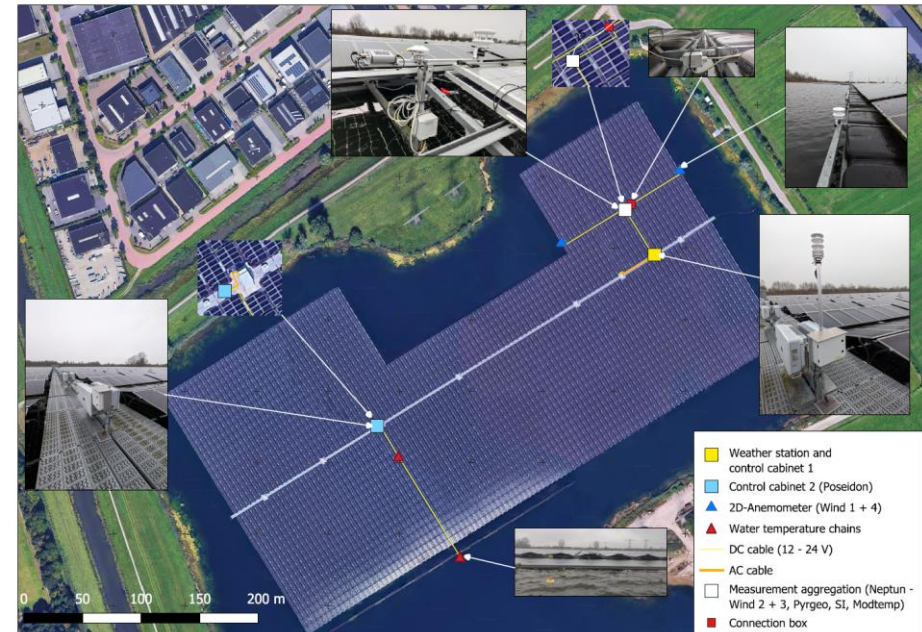 Weather station and
control cabinet 1
Control cabinet 2 (Poseidon)
2D-Anemometer (Wind 1 + 4)
Water temperature chains
DC cable (12 - 24 V)
AC cable
Measurement aggregation (Neptun -
Wind 2 + 3, Pyrgeo, SI, Modtemp)
Connection box
0 50 100 150 200 m